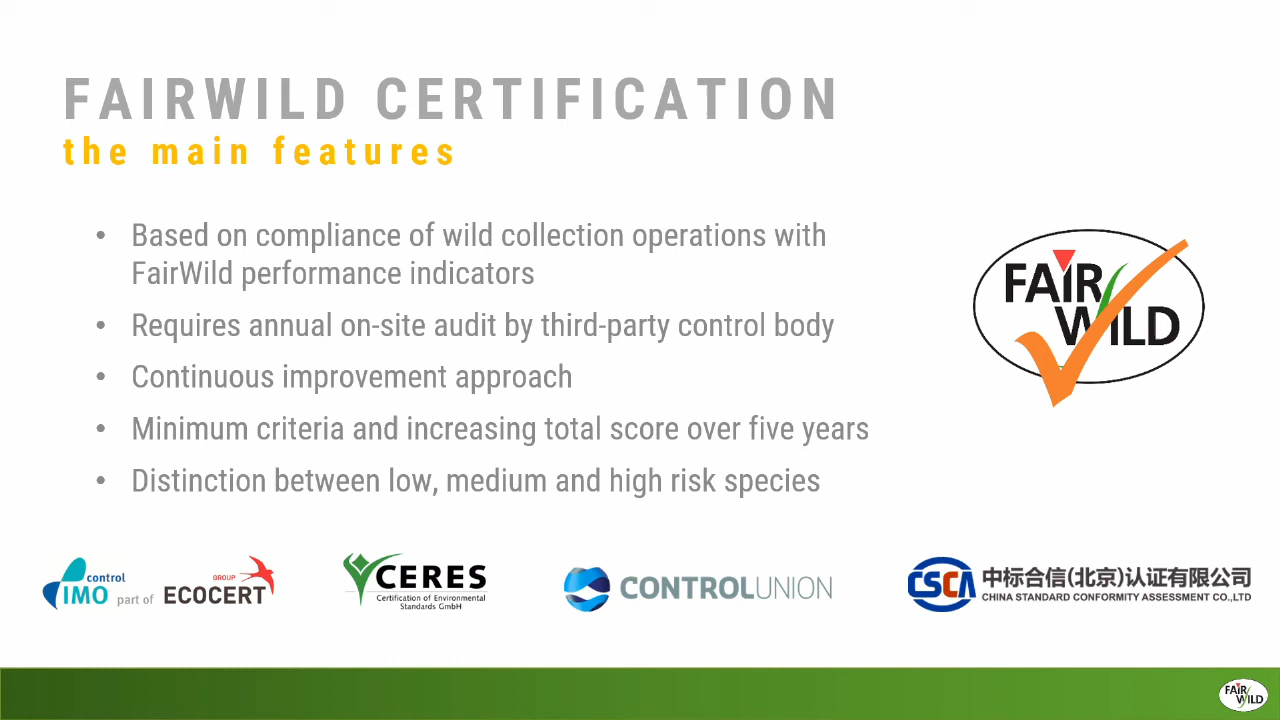 FAIRWILD CERTIFICATION
the main features
• Based on compliance of wild collection operations with
FairWild performance indicators
• Requires annual on-site audit by third-party control body
• Continuous improvement approach
• Minimum criteria and increasing total score over five years
• Distinction between low, medium and high risk species
FAIR
WILD
control
IMO part of
GROUP
ECOCERT
CERES
Certification of Environmental
Standards GmbH
CONTROLUNION
CSCA
中标合信(北京)认证有限公司
CHINA STANDARD CONFORMITY ASSESSMENT CO.,LTD
FAIR
WILD